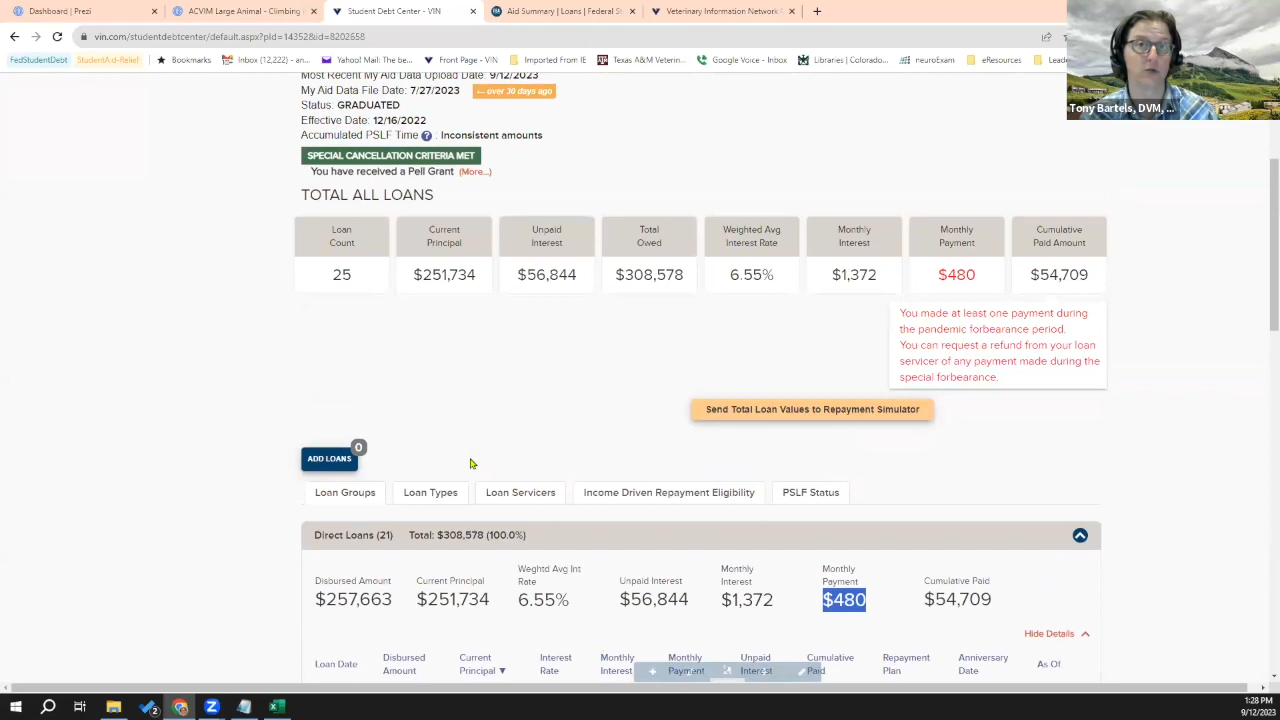 Dashboard | Prezi
ACVIM Large Animal – Climbing
Student Debt Center - VIN
Aid Summary | Loans | Federal St
Veterinary Information Network
vin.com/studentdebtcenter/default.aspx?pid=14352&id=8202658
FedStudentDebt
StudentAid-Relief
Bookmarks
Inbox (12,222) - an...
Yahoo! Mail: The be...
Front Page - VIN
Imported From IE
Texas A&M Veterin...
Google Voice - Inbox
Libraries | Colorado...
neuroExam
eResources
Lead
Tony Bartels, DVM, ...
Most Recent My Aid Data Upload Date: 9/12/2023
My Aid Data File Date: 7/27/2023 ← over 30 days ago
Status: GRADUATED
Effective Date: 12/16/2022
Accumulated PSLF Time ? : Inconsistent amounts
SPECIAL CANCELLATION CRITERIA MET
You have received a Pell Grant (More...)
TOTAL ALL LOANS
Loan Count
Current Principal
Unpaid Interest
Total Owed
Weighted Avg Interest Rate
Monthly Interest
Monthly Payment
Cumulative Paid Amount
25 $251,734 $56,844 $308,578 6.55% $1,372 $480 $54,709
You made at least one payment during
the pandemic forbearance period.
You can request a refund from your loan
servicer of any payment made during the
special forbearance.
Send Total Loan Values to Repayment Simulator
0
ADD LOANS
Loan Groups Loan Types Loan Servicers Income Driven Repayment Eligibility PSLF Status
Direct Loans (21) Total: $308,578 (100.0%)
Disbursed Amount
Current Principal
Weghtd Avg Int Rate
Unpaid Interest
Monthly Interest
Monthly Payment
Cumulative Paid
$257,663 $251,734 6.55% $56,844 $1,372 $480 $54,709
Hide Details
Loan Date
Disbursed Amount
Current Principal ▼
Interest Rate
Monthly Interest
Monthly Payment
Unpaid Interest
Cumulative Paid
Repayment Plan
Anniversary Date
As Of
2
1:28 PM
9/12/2023